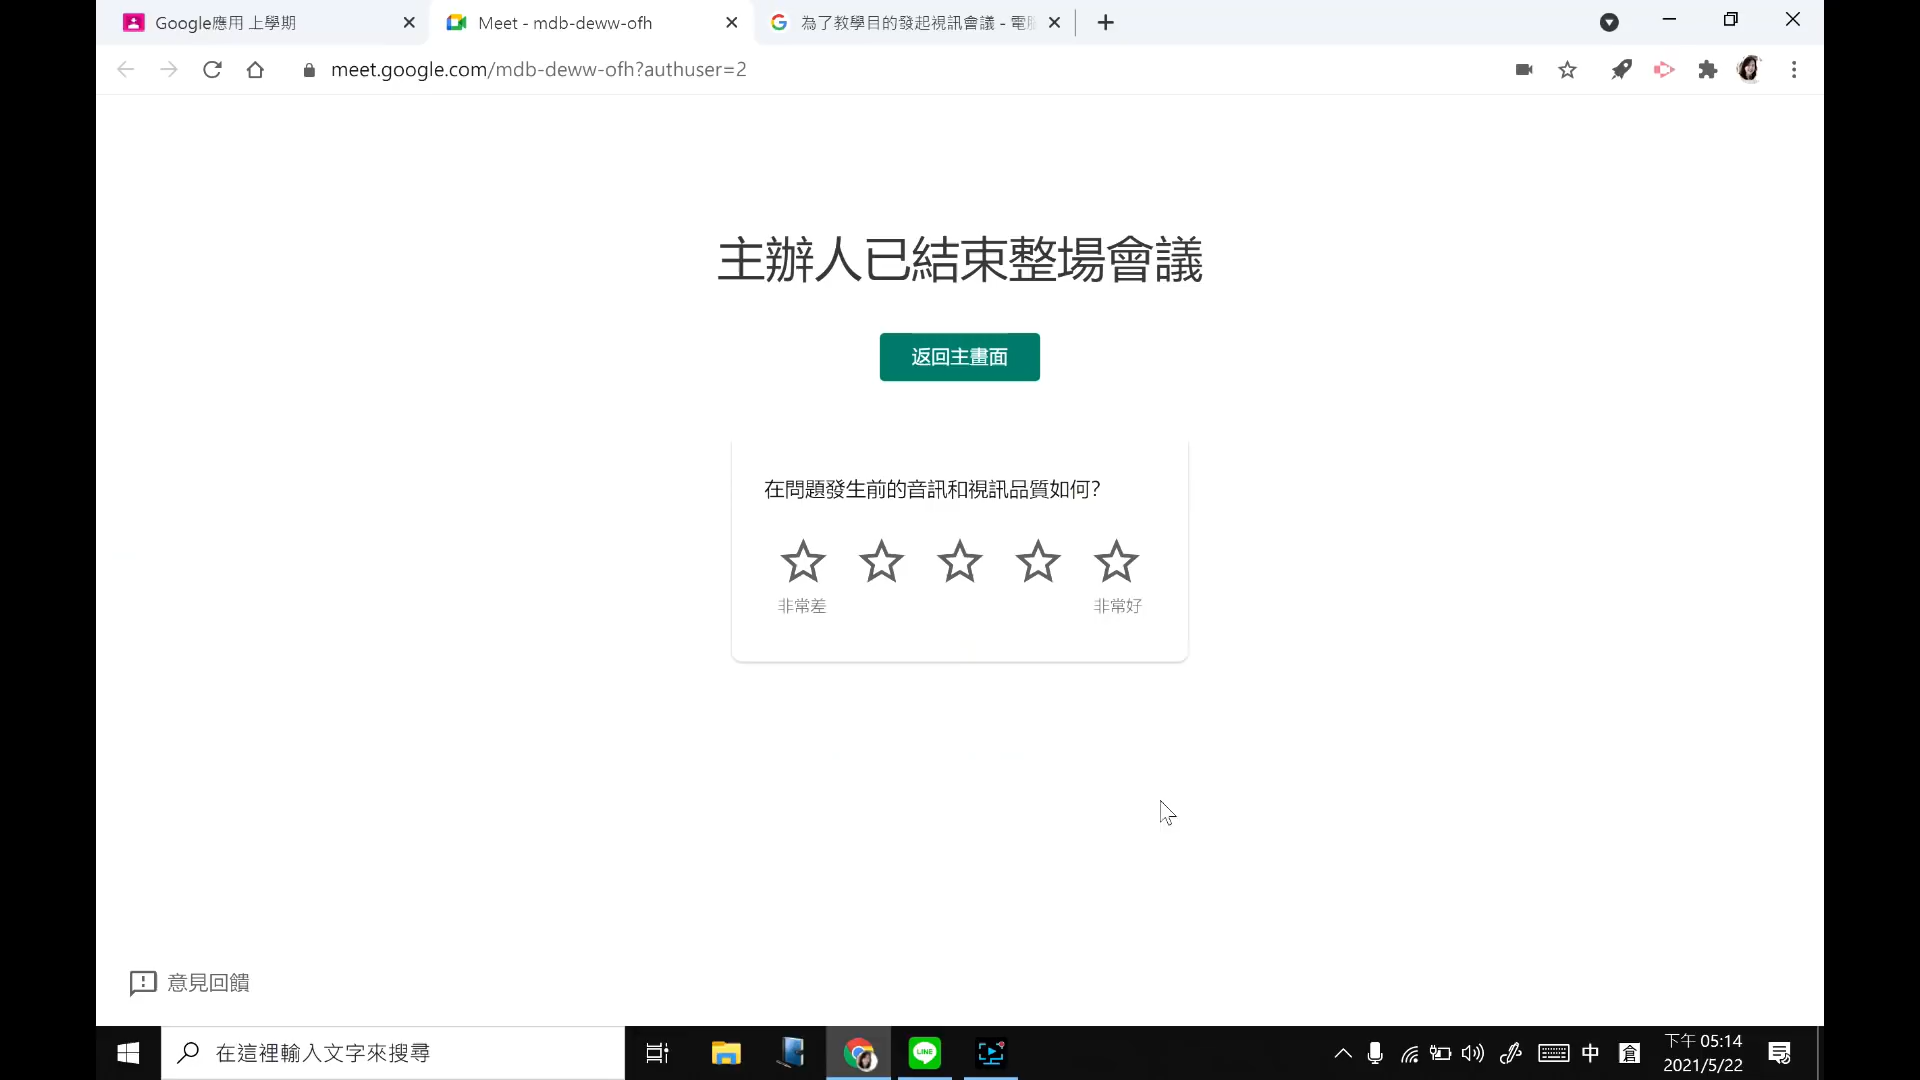 Google應用 上學期
Meet - mdb-deww-ofh
為了教學目的發起視訊會議 - 電
meet.google.com/mdb-deww-ofh?authuser=2
主辦人已結束整場會議
返回主畫面
在問題發生前的音訊和視訊品質如何?
非常差
非常好
意見回饋
在這裡輸入文字來搜尋
LINE
中
倉
下午 05:14
2021/5/22